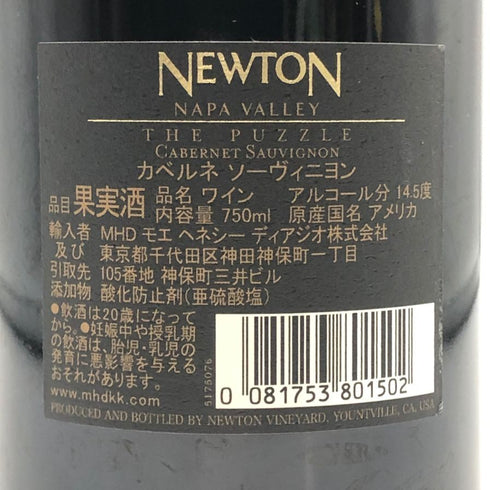 NEWTON
NAPA VALLEY
THE PUZZLE
CABERNET SAUVIGNON
カベルネ ソーヴィニヨン
品目 果実酒 品名 ワイン アルコール分 14.5度
内容量 750ml 原産国名 アメリカ
輸入者 MHD モエ ヘネシー ディアジオ株式会社
及び 東京都千代田区神田神保町一丁目
引取先 105番地 神保町三井ビル
添加物 酸化防止剤(亜硫酸塩)
●飲酒は20歳になって
から。●妊娠中や授乳期
の飲酒は、胎児・乳児の
発育に悪影響を与える
おそれがあります。
www.mhdkk.com
5175076
0 081753 801502
PRODUCED AND BOTTLED BY NEWTON VINEYARD, YOUNTVILLE, CA, USA